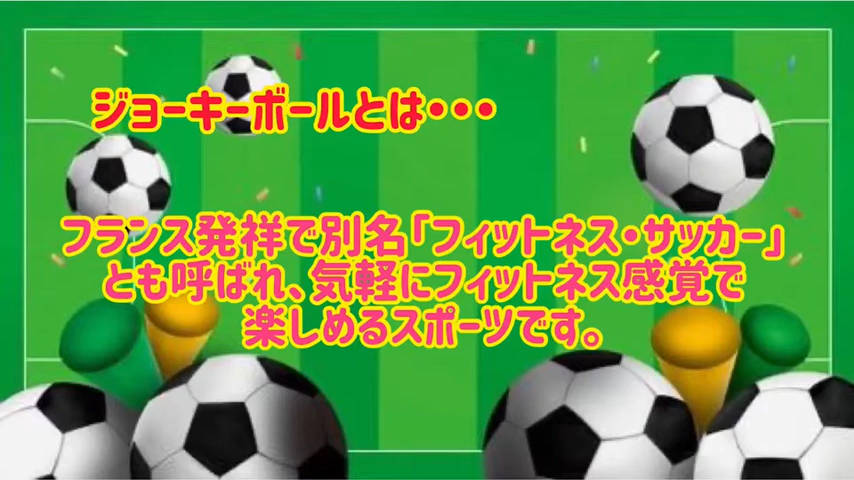 ジョーキーボールとは・・・
フランス発祥で別名「フィットネス・サッカー」
とも呼ばれ、気軽にフィットネス感覚で
楽しめるスポーツです。